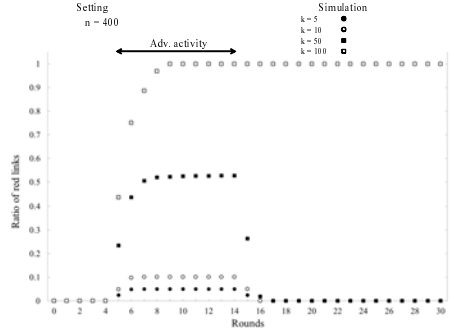 Setting
n = 400
Simulation
k = 5
k = 10
k = 50
k = 100
Adv. activity
Ratio of red links
1
0.9
0.8
0.7
0.6
0.5
0.4
0.3
0.2
0.1
0
0 2 4 6 8 10 12 14 16 18 20 22 24 26 28 30
Rounds